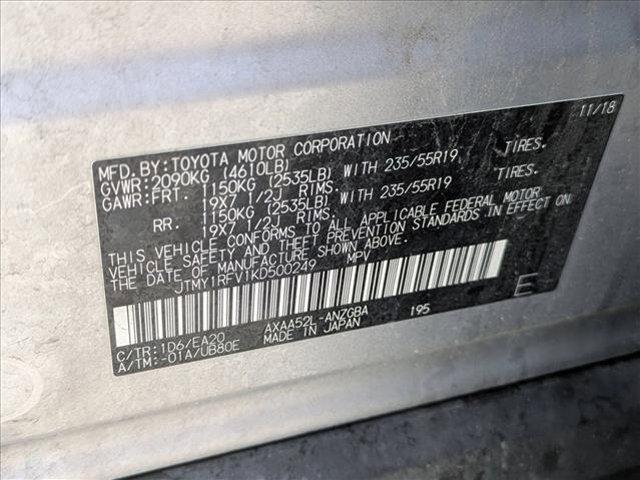 11/18
MFD.BY:TOYOTA MOTOR CORPORATION
GVWR:2090KG (4610LB)
GAWR:FRT. 1150KG (2535LB) WITH 235/55R19 TIRES.
19X7 1/2J RIMS.
RR. 1150KG (2535LB) WITH 235/55R19 TIRES.
19X7 1/2J RIMS.
THIS VEHICLE CONFORMS TO ALL APPLICABLE FEDERAL MOTOR
VEHICLE SAFETY AND THEFT PREVENTION STANDARDS IN EFFECT ON
THE DATE OF MANUFACTURE SHOWN ABOVE.
JTMY1RFV1KD500249 MPV
E
C/TR:1D6/EA20 AXAA52L-ANZGBA 195
A/TM:-01A/UB80E MADE IN JAPAN